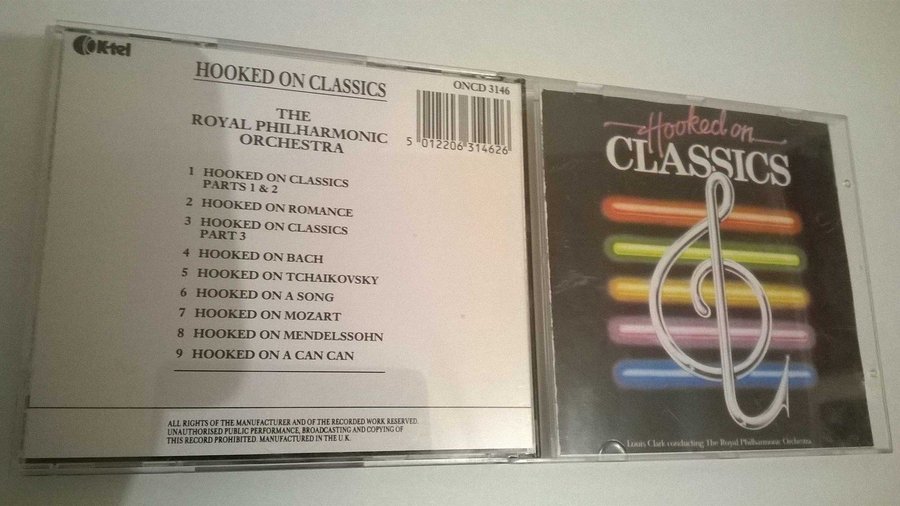 K-tel
HOOKED ON CLASSICS
ONCD 3146
THE
ROYAL PHILHARMONIC
ORCHESTRA
5 012206 314626
1 HOOKED ON CLASSICS
PARTS 1 & 2
2 HOOKED ON ROMANCE
3 HOOKED ON CLASSICS
PART 3
4 HOOKED ON BACH
5 HOOKED ON TCHAIKOVSKY
6 HOOKED ON A SONG
7 HOOKED ON MOZART
8 HOOKED ON MENDELSSOHN
9 HOOKED ON A CAN CAN
ALL RIGHTS OF THE MANUFACTURER AND OF THE RECORDED WORK RESERVED.
UNAUTHORISED PUBLIC PERFORMANCE, BROADCASTING AND COPYING OF
THIS RECORD PROHIBITED. MANUFACTURED IN THE U.K.
Hooked on
CLASSICS
Louis Clark conducting The Royal Philharmonic Orchestra